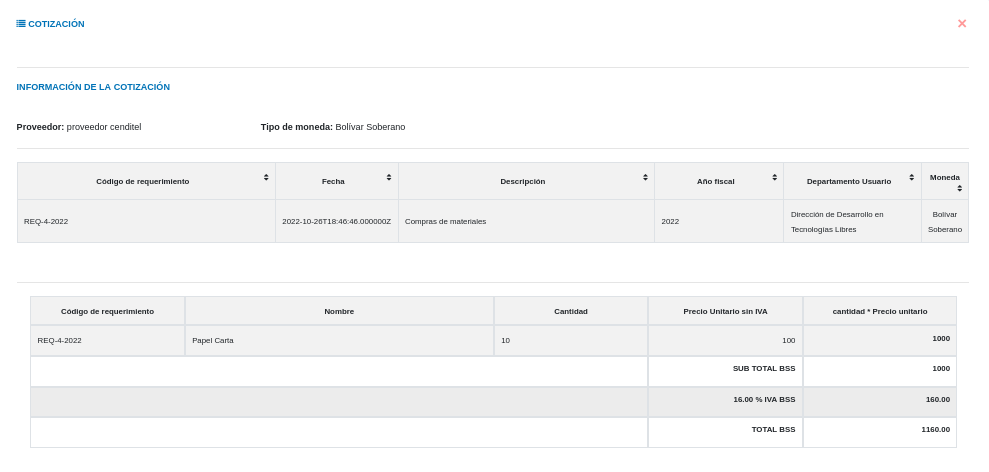 COTIZACIÓN
INFORMACIÓN DE LA COTIZACIÓN
Proveedor: proveedor cenditel Tipo de moneda: Bolívar Soberano
Código de requerimiento Fecha Descripción Año fiscal Departamento Usuario Moneda
REQ-4-2022 2022-10-26T18:46:46.000000Z Compras de materiales 2022 Dirección de Desarrollo en Tecnologías Libres Bolívar Soberano
Código de requerimiento Nombre Cantidad Precio Unitario sin IVA cantidad * Precio unitario
REQ-4-2022 Papel Carta 10 100 1000
SUB TOTAL BSS 1000
16.00 % IVA BSS 160.00
TOTAL BSS 1160.00